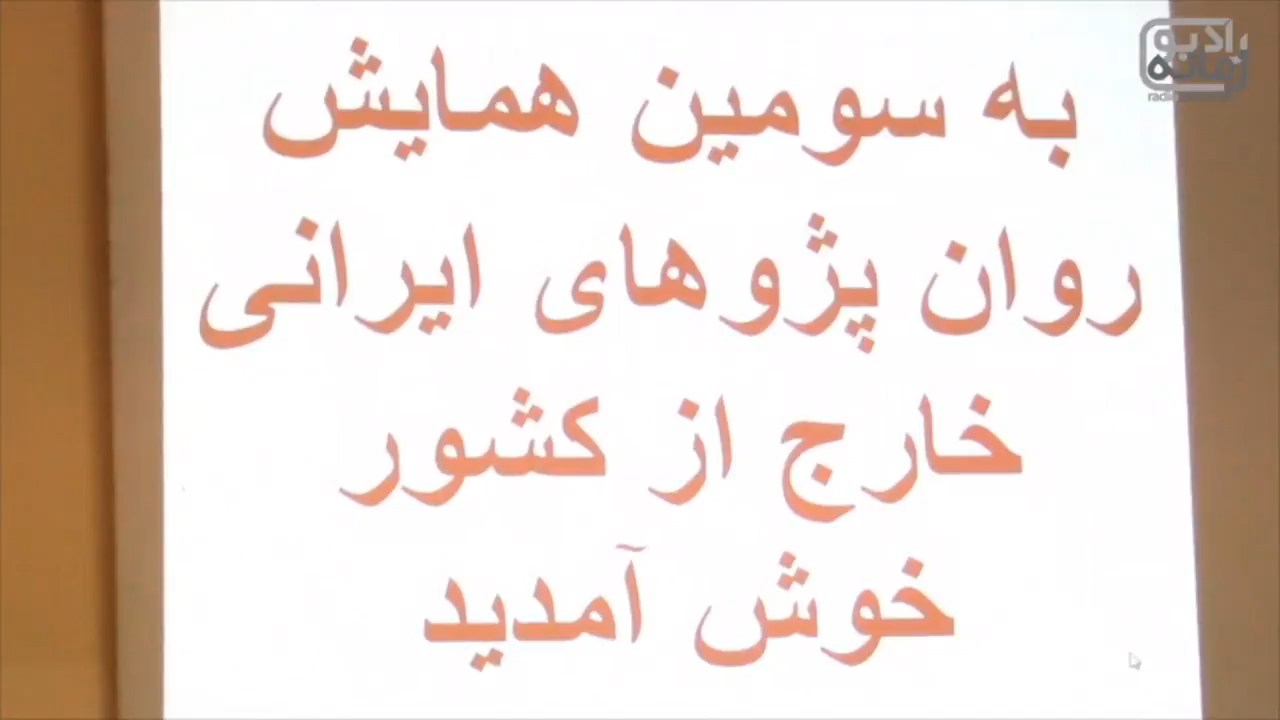 به سومین همایش
روان پژوهای ایرانی
خارج از کشور
خوش آمدید
رادیو
زمانه